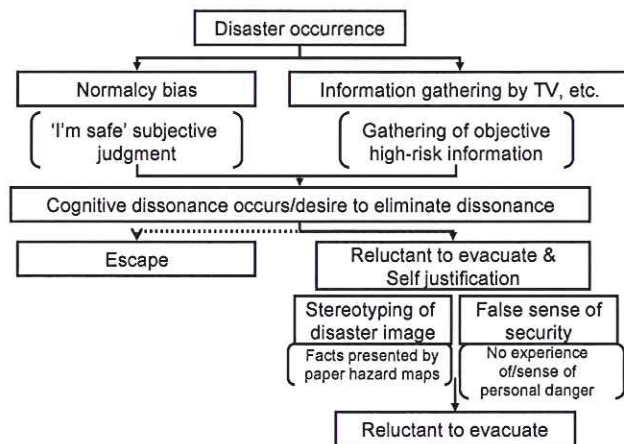 Disaster occurrence
Normalcy bias
Information gathering by TV, etc.
‘I'm safe’ subjective
judgment
Gathering of objective
high-risk information
Cognitive dissonance occurs/desire to eliminate dissonance
Escape
Reluctant to evacuate &
Self justification
Stereotyping of
disaster image
Facts presented by
paper hazard maps
False sense of
security
No experience
of/sense of
personal danger
Reluctant to evacuate